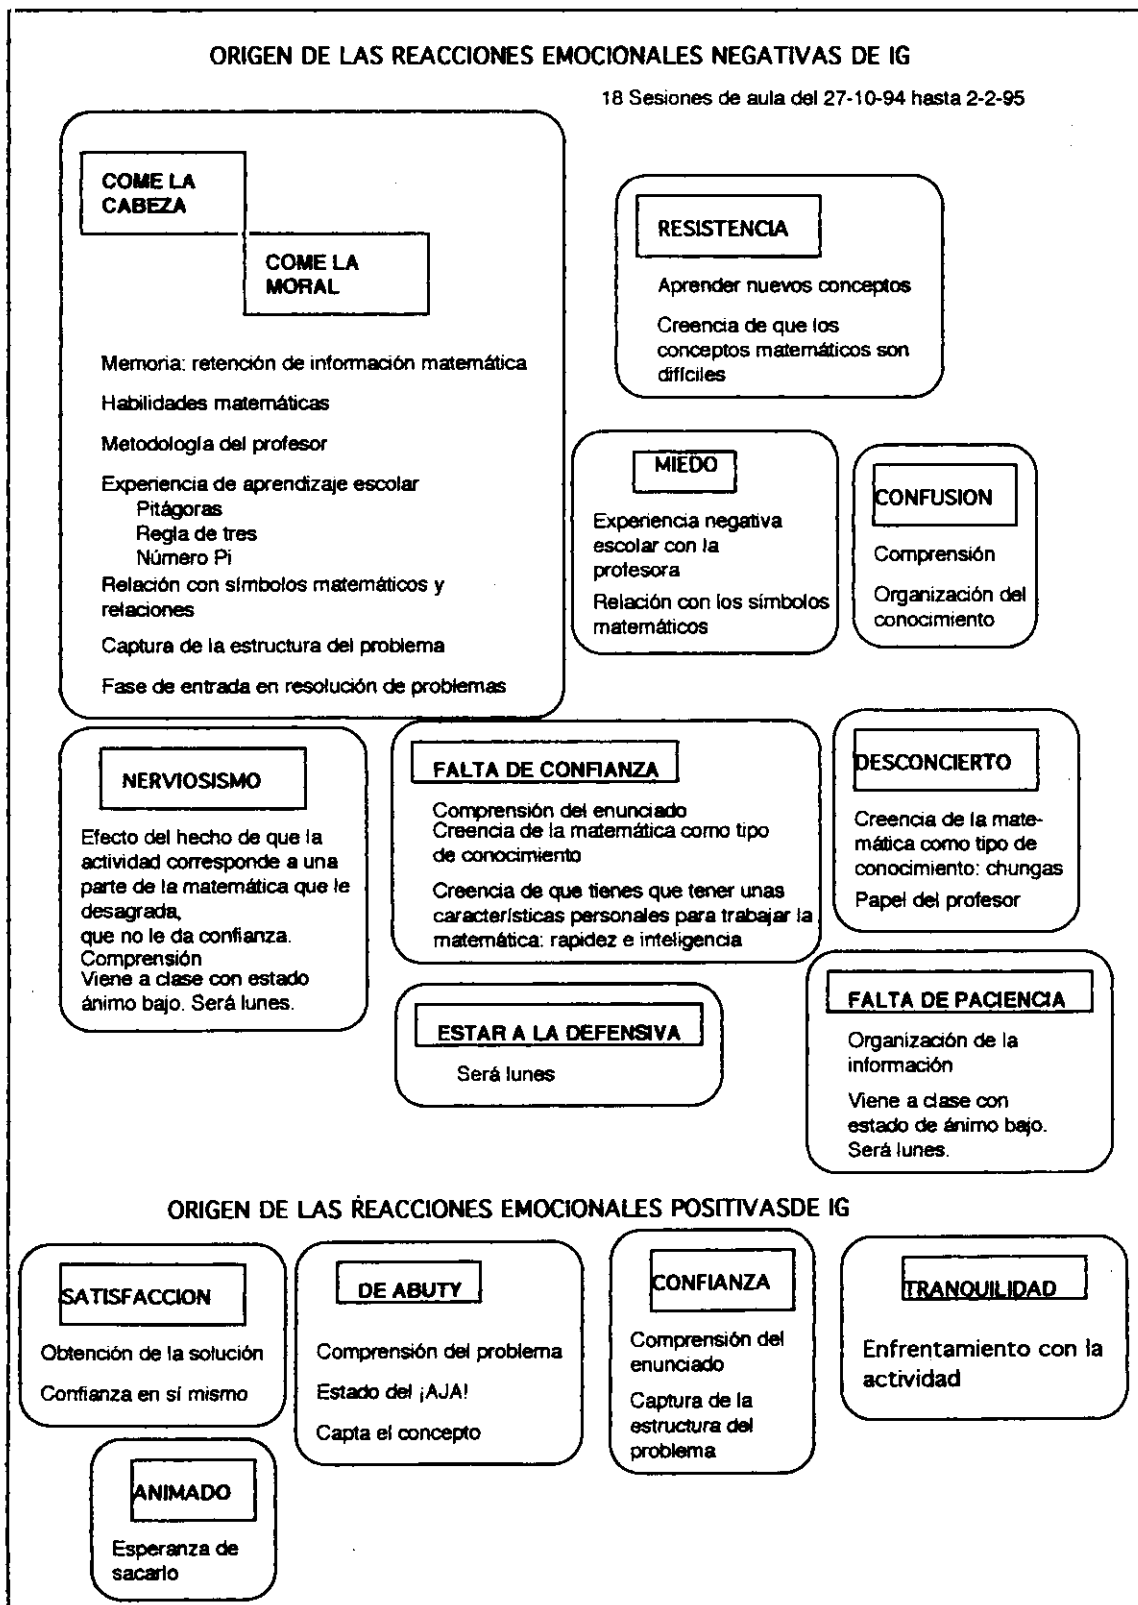 ORIGEN DE LAS REACCIONES EMOCIONALES NEGATIVAS DE IG
18 Sesiones de aula del 27-10-94 hasta 2-2-95
COME LA
CABEZA
COME LA
MORAL
Memoria: retención de información matemática
Habilidades matemáticas
Metodología del profesor
Experiencia de aprendizaje escolar
Pitágoras
Regla de tres
Número Pi
Relación con símbolos matemáticos y
relaciones
Captura de la estructura del problema
Fase de entrada en resolución de problemas
RESISTENCIA
Aprender nuevos conceptos
Creencia de que los
conceptos matemáticos son
difíciles
MIEDO
Experiencia negativa
escolar con la
profesora
Relación con los símbolos
matemáticos
CONFUSION
Comprensión
Organización del
conocimiento
NERVIOSISMO
Efecto del hecho de que la
actividad corresponde a una
parte de la matemática que le
desagrada,
que no le da confianza.
Comprensión
Viene a clase con estado
ánimo bajo. Será lunes.
FALTA DE CONFIANZA
Comprensión del enunciado
Creencia de la matemática como tipo
de conocimiento
Creencia de que tienes que tener unas
características personales para trabajar la
matemática: rapidez e inteligencia
DESCONCIERTO
Creencia de la mate-
mática como tipo de
conocimiento: chungas
Papel del profesor
ESTAR A LA DEFENSIVA
Será lunes
FALTA DE PACIENCIA
Organización de la
información
Viene a clase con
estado de ánimo bajo.
Será lunes.
ORIGEN DE LAS REACCIONES EMOCIONALES POSITIVASDE IG
SATISFACCION
Obtención de la solución
Confianza en sí mismo
DE ABUTY
Comprensión del problema
Estado del ¡AJA!
Capta el concepto
CONFIANZA
Comprensión del
enunciado
Captura de la
estructura del
problema
TRANQUILIDAD
Enfrentamiento con la
actividad
ANIMADO
Esperanza de
sacarlo